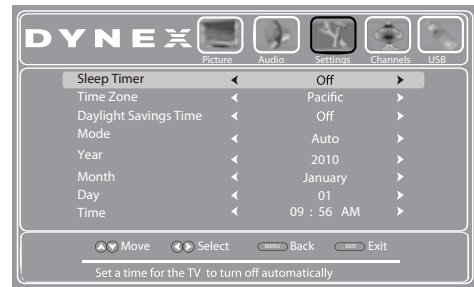 DYNEX
Picture Audio Settings Channels USB
Sleep Timer Off
Time Zone Pacific
Daylight Savings Time Off
Mode Auto
Year 2010
Month January
Day 01
Time 09 : 56 AM
Move Select MENU Back EXIT Exit
Set a time for the TV to turn off automatically